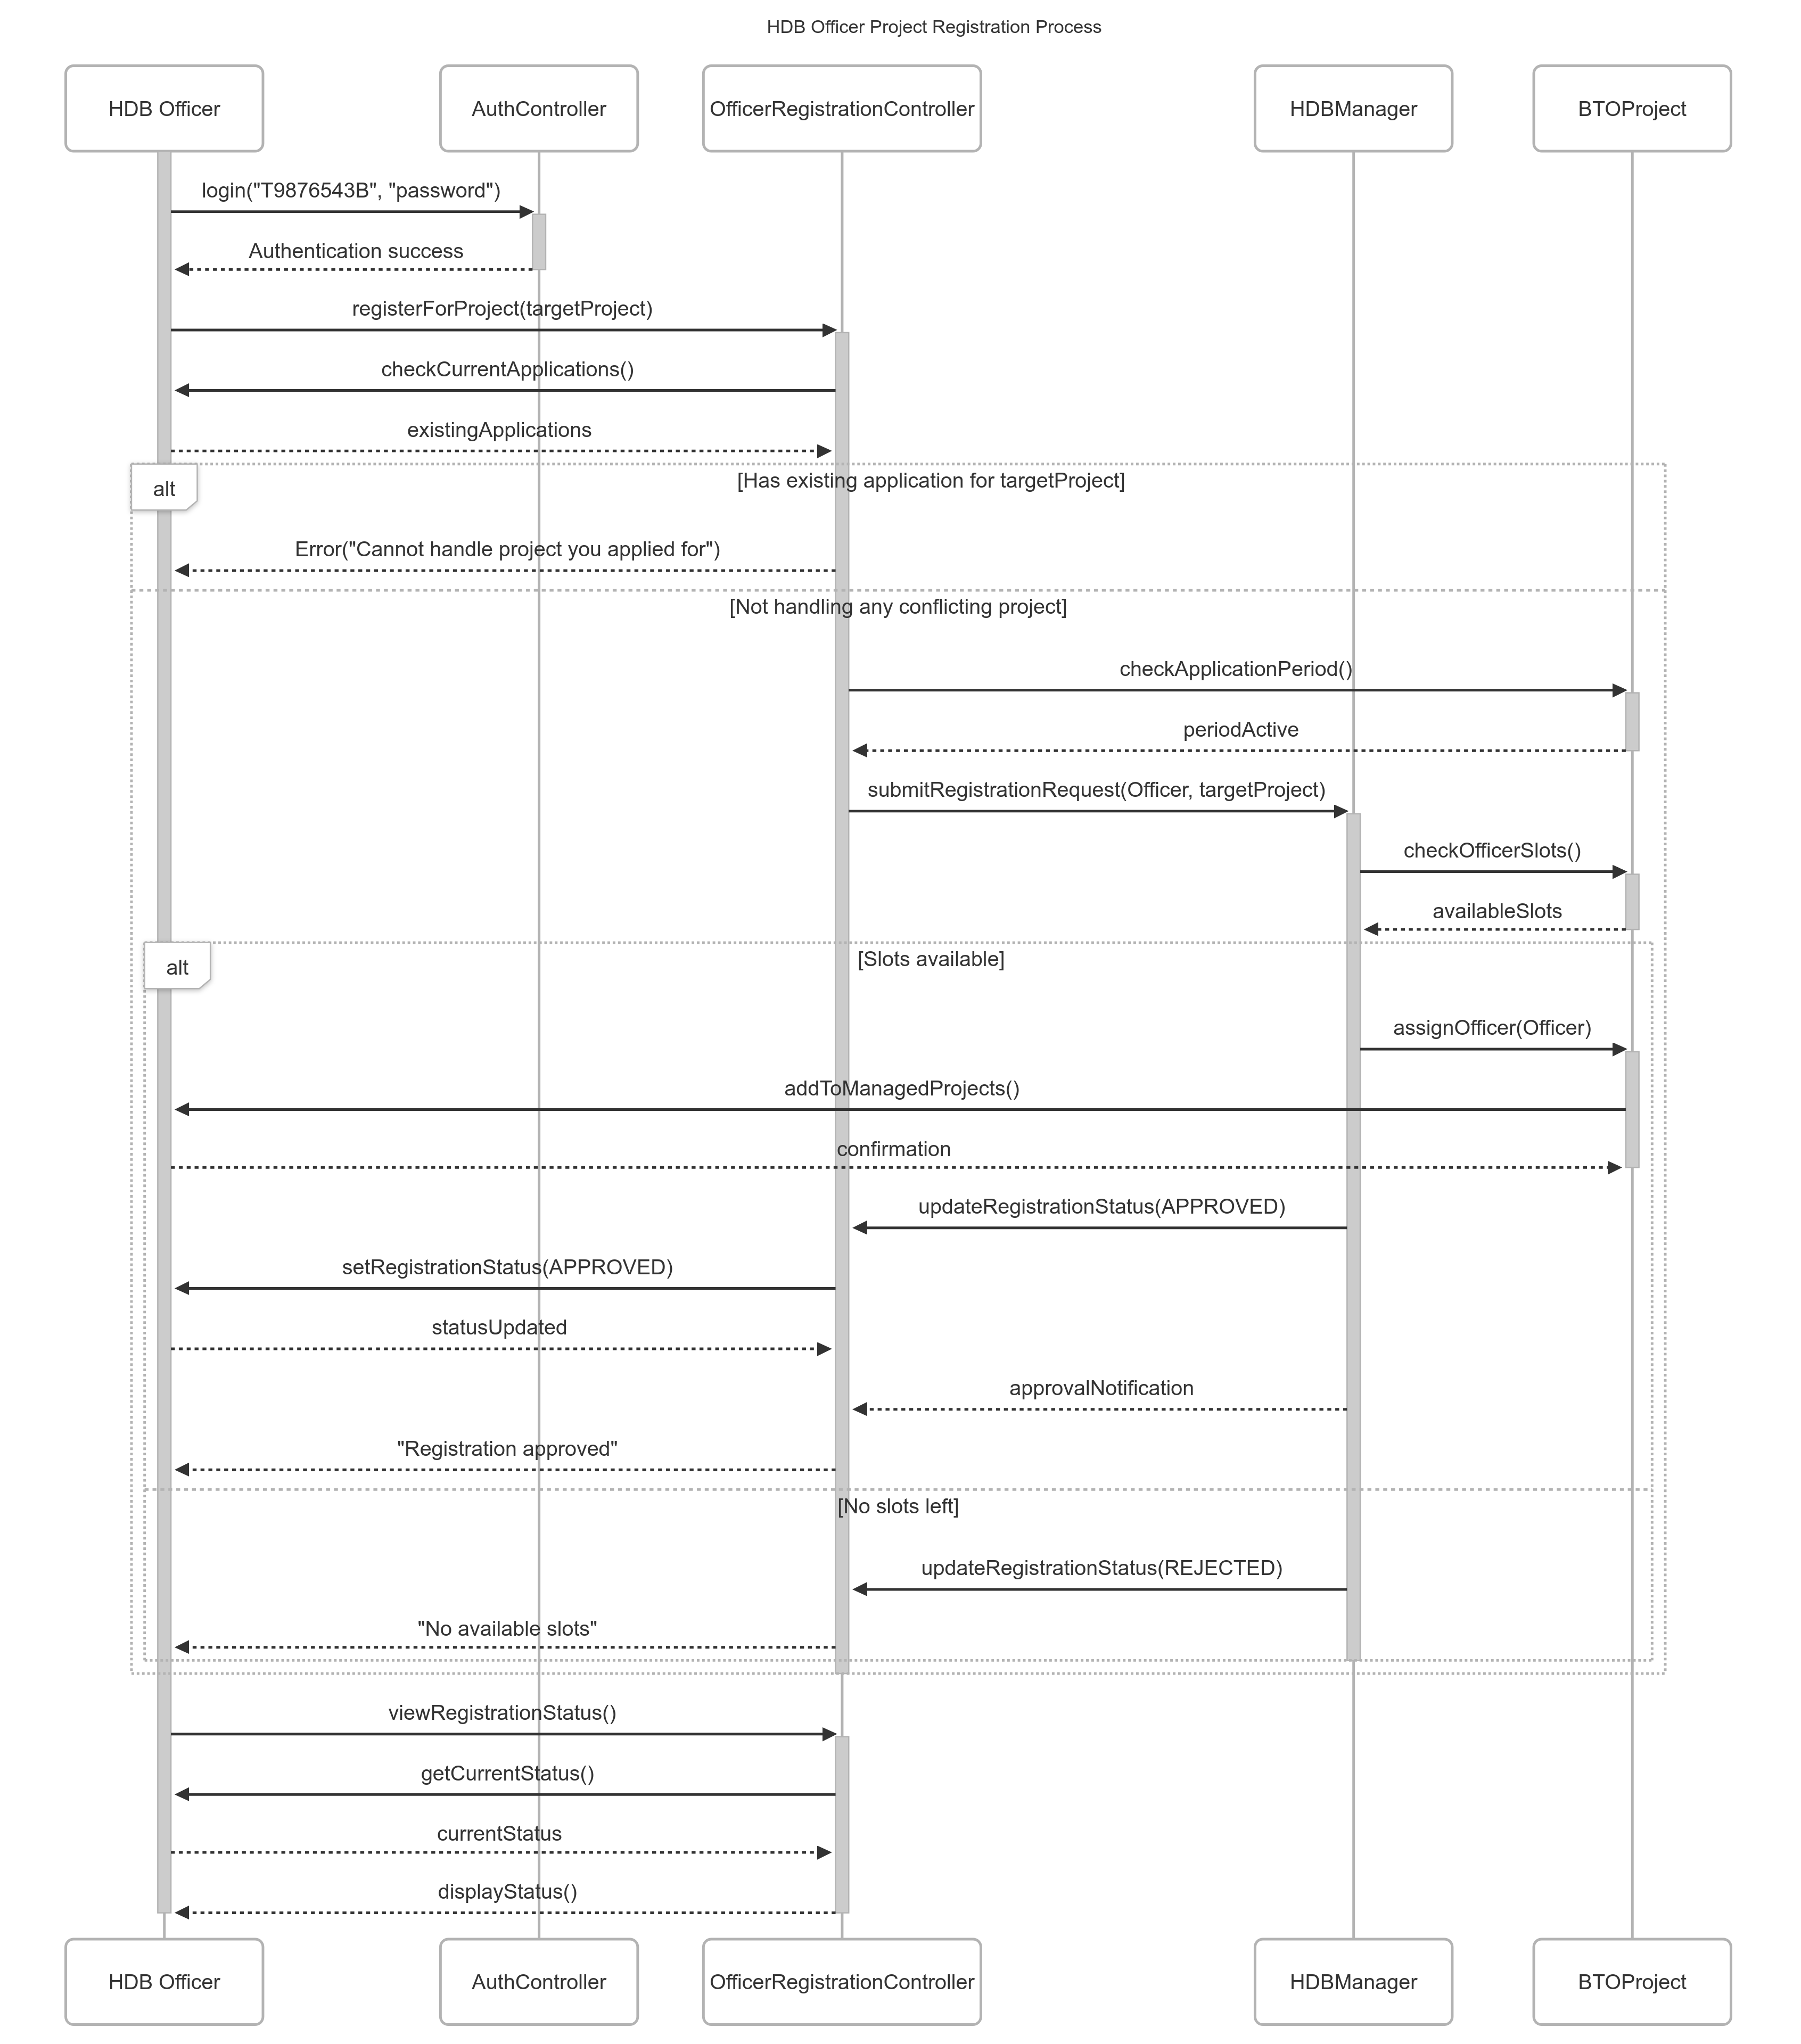 HDB Officer Project Registration Process
HDB Officer
AuthController
OfficerRegistrationController
HDBManager
BTOProject
login("T9876543B", "password")
Authentication success
registerForProject(targetProject)
checkCurrentApplications()
existingApplications
alt
[Has existing application for targetProject]
Error("Cannot handle project you applied for")
[Not handling any conflicting project]
checkApplicationPeriod()
periodActive
submitRegistrationRequest(Officer, targetProject)
checkOfficerSlots()
availableSlots
alt
[Slots available]
assignOfficer(Officer)
addToManagedProjects()
confirmation
updateRegistrationStatus(APPROVED)
setRegistrationStatus(APPROVED)
statusUpdated
approvalNotification
"Registration approved"
[No slots left]
updateRegistrationStatus(REJECTED)
"No available slots"
viewRegistrationStatus()
getCurrentStatus()
currentStatus
displayStatus()
HDB Officer
AuthController
OfficerRegistrationController
HDBManager
BTOProject